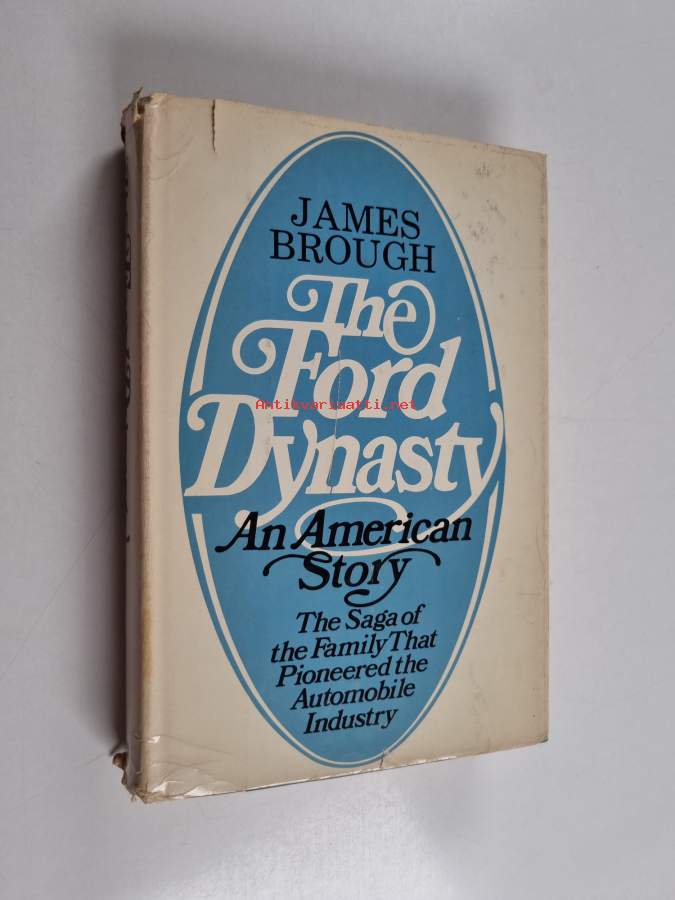 JAMES
BROUGH
The
Ford
Antikvariaatti.net
Dynasty
An American
Story
The Saga of
the Family That
Pioneered the
Automobile
Industry